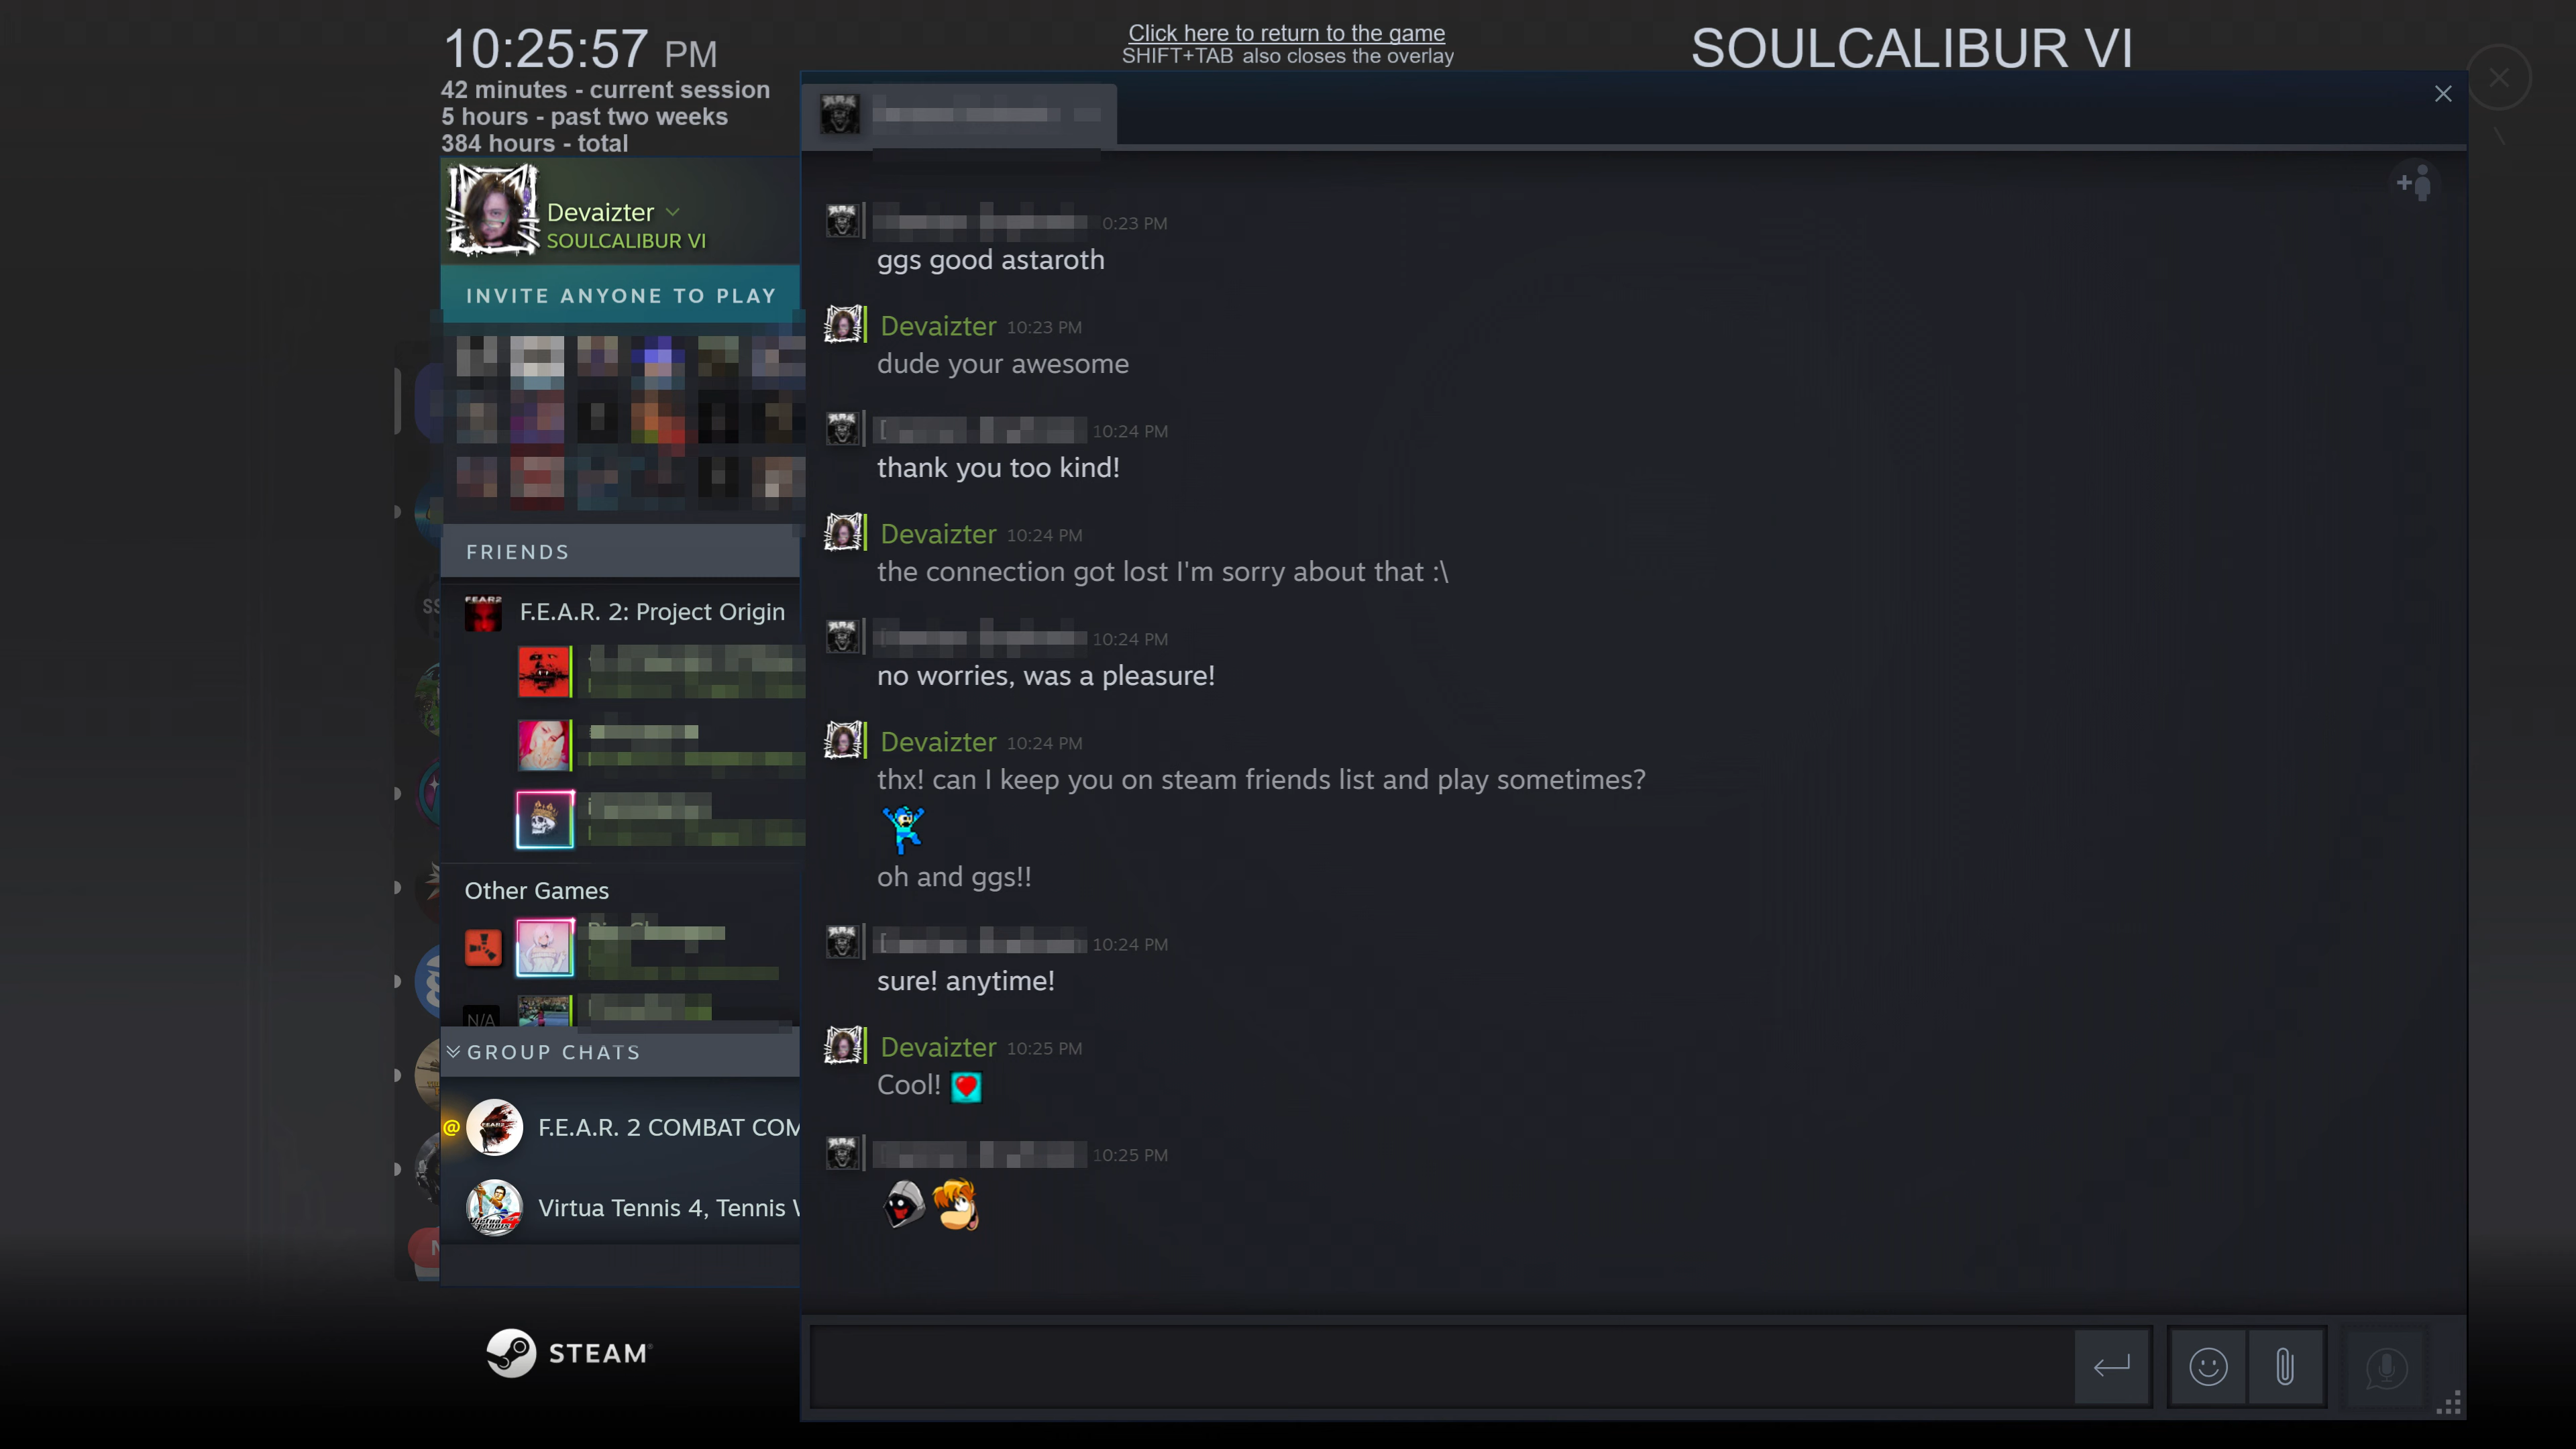 10:25:57 PM
42 minutes - current session
5 hours - past two weeks
384 hours - total
Click here to return to the game
SHIFT+TAB also closes the overlay
SOULCALIBUR VI
Devaizter
SOULCALIBUR VI
INVITE ANYONE TO PLAY
FRIENDS
F.E.A.R. 2: Project Origin
Other Games
N/A
GROUP CHATS
@
F.E.A.R. 2 COMBAT COM
Virtua Tennis 4, Tennis
STEAM
0:23 PM
ggs good astaroth
Devaizter 10:23 PM
dude your awesome
10:24 PM
thank you too kind!
Devaizter 10:24 PM
the connection got lost I'm sorry about that :\
10:24 PM
no worries, was a pleasure!
Devaizter 10:24 PM
thx! can I keep you on steam friends list and play sometimes?
oh and ggs!!
10:24 PM
sure! anytime!
Devaizter 10:25 PM
Cool!
10:25 PM